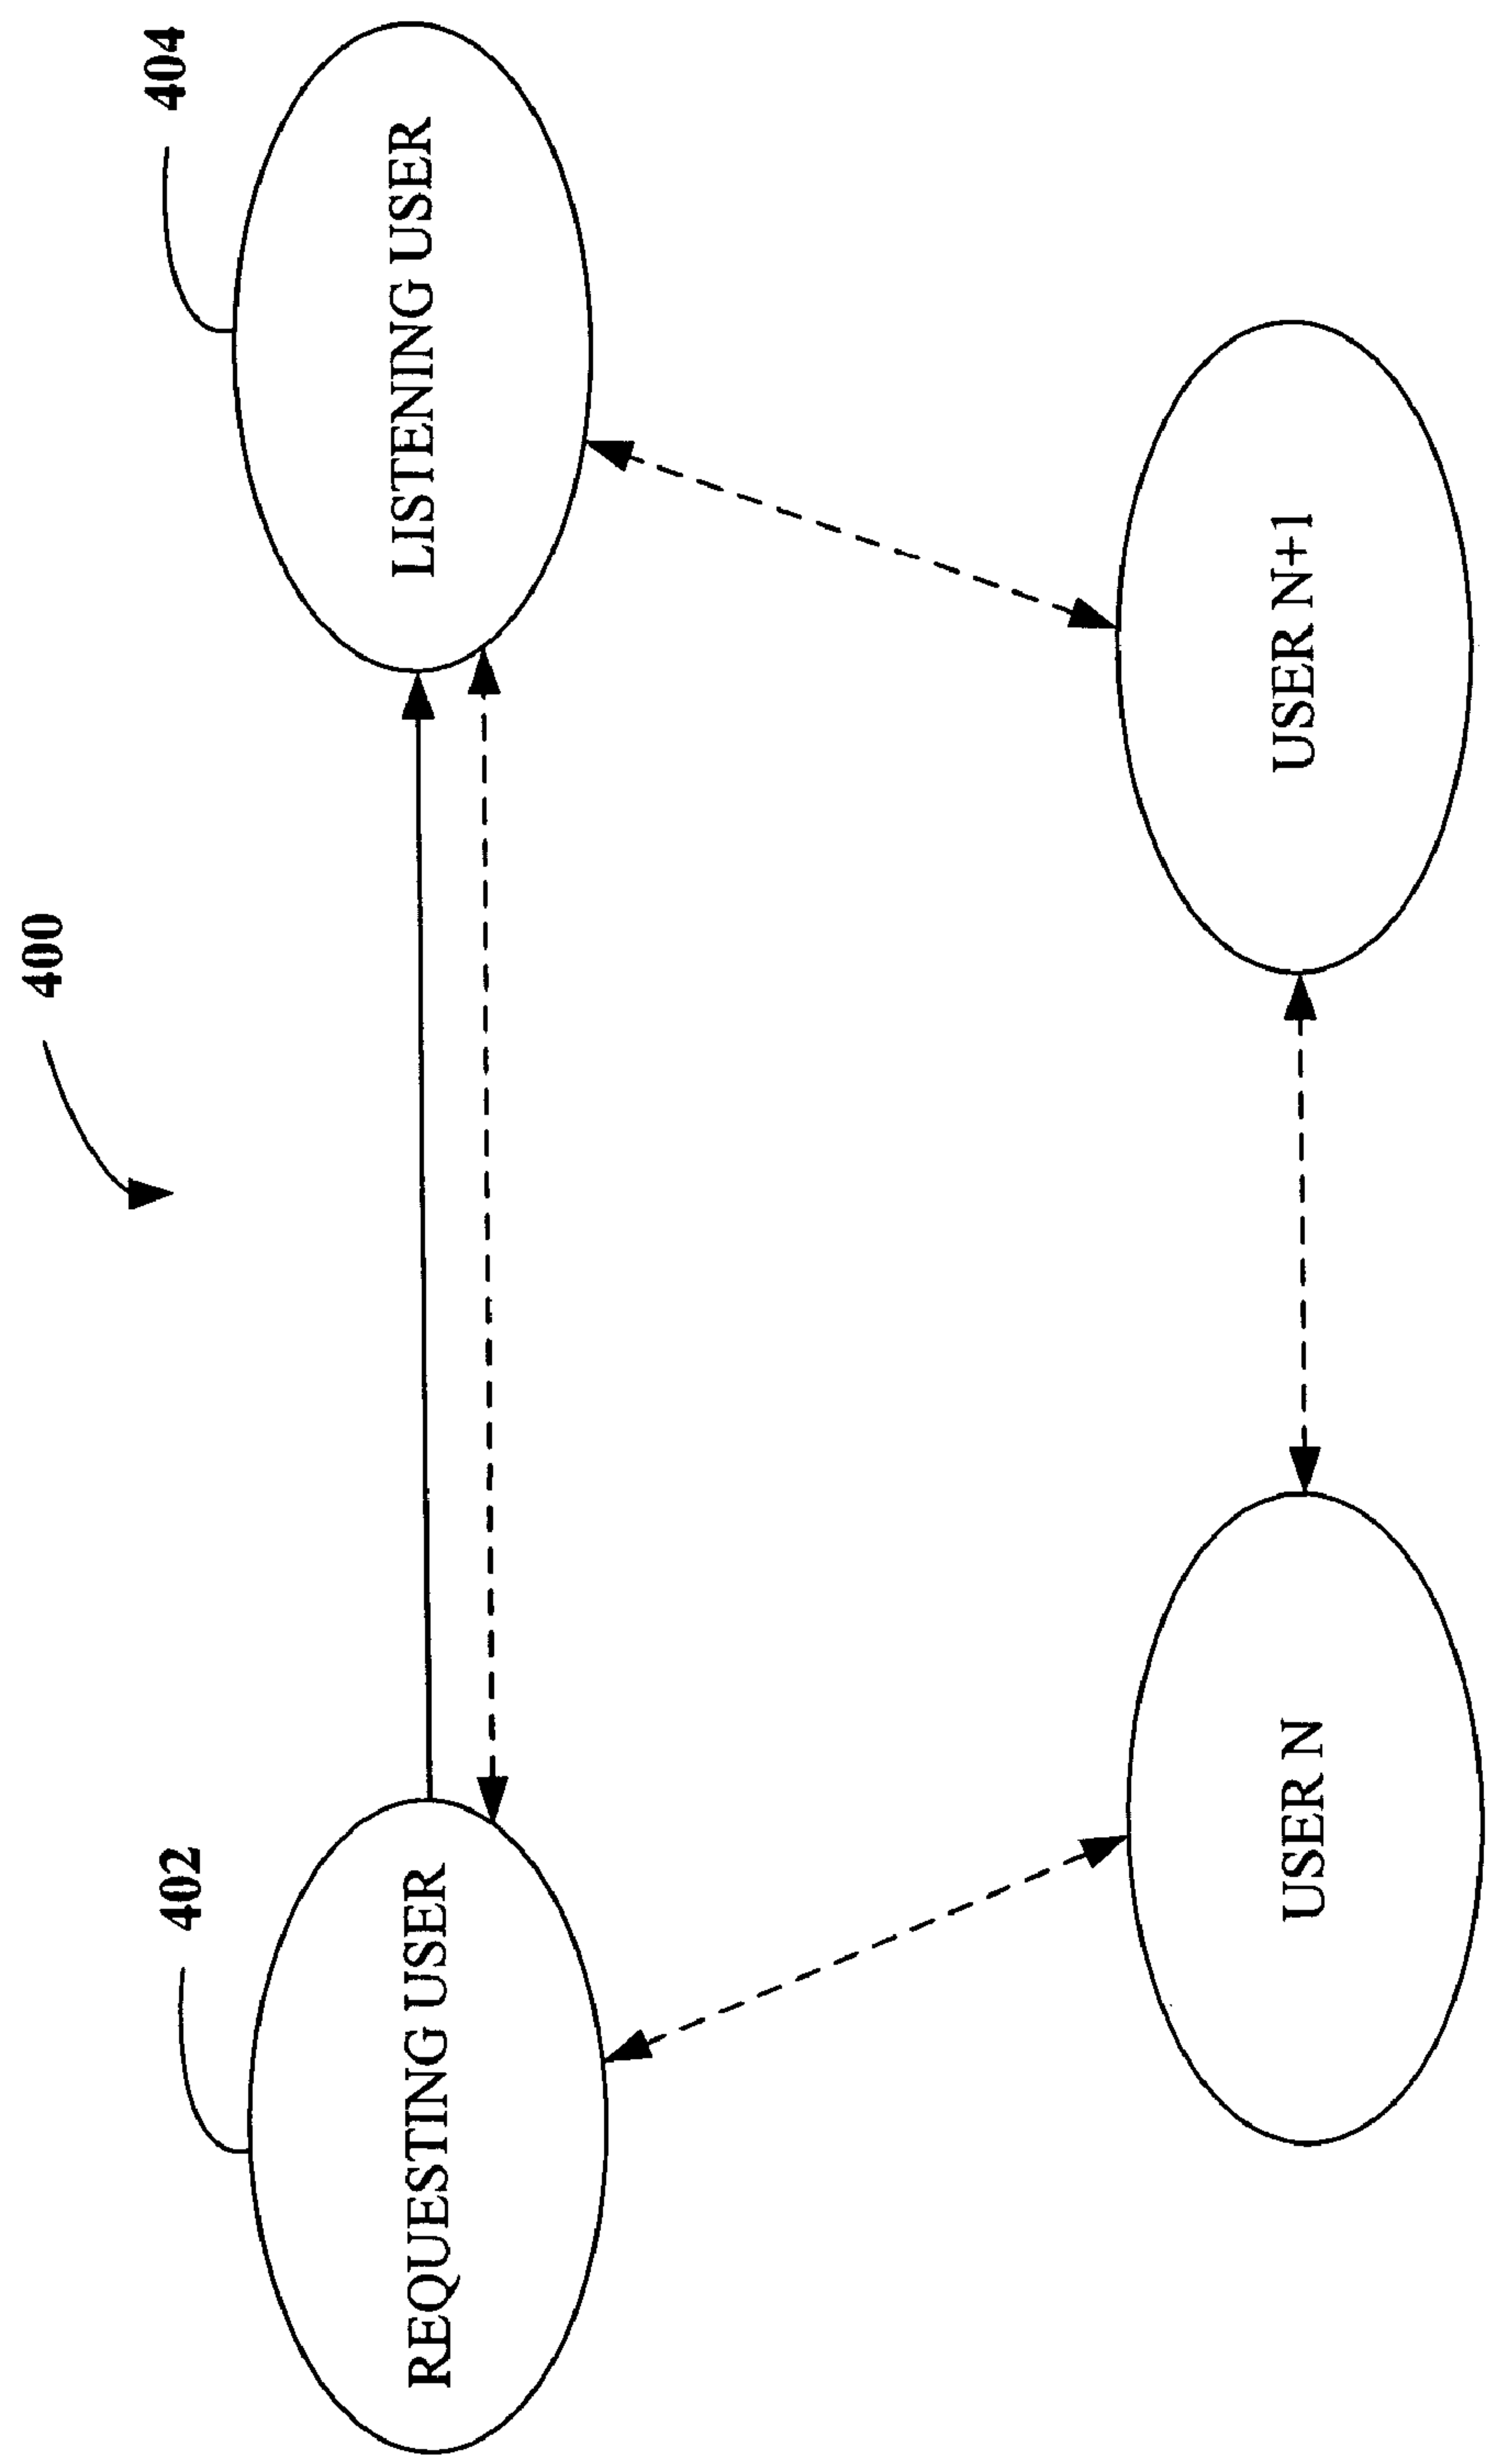 400
402
404
REQUESTING USER
LISTENING USER
USER N
USER N+1